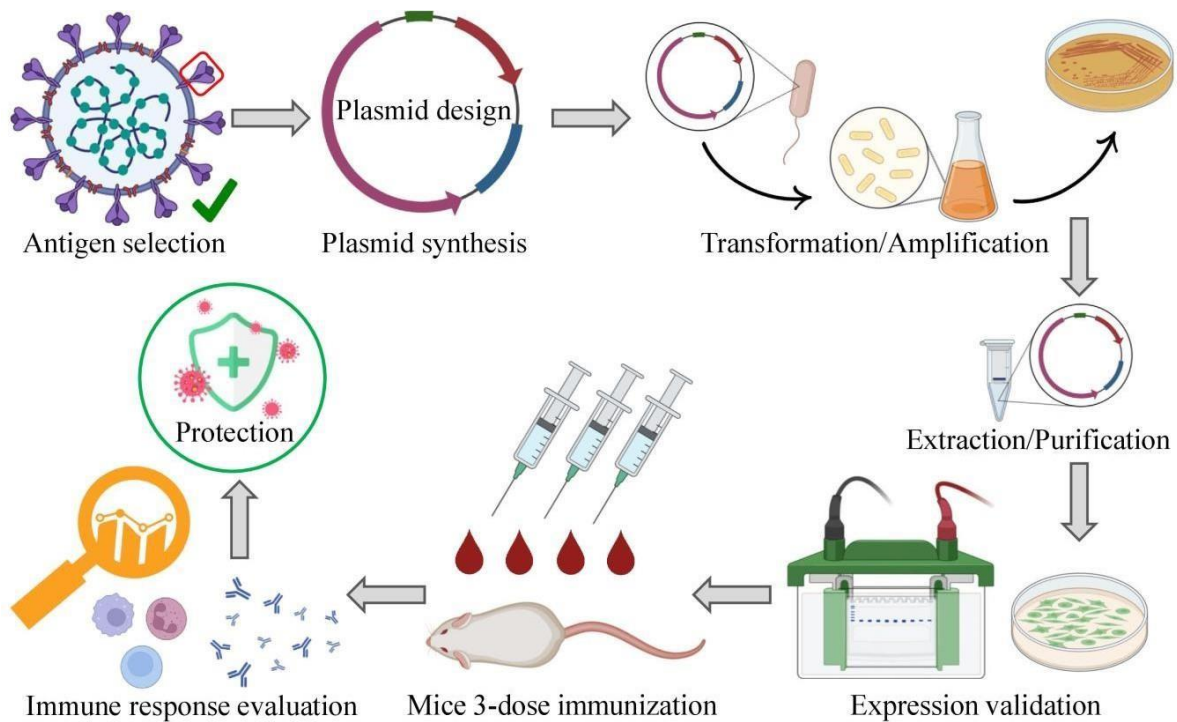 Plasmid design
Antigen selection
Plasmid synthesis
Transformation/Amplification
Extraction/Purification
Protection
Immune response evaluation
Mice 3-dose immunization
Expression validation